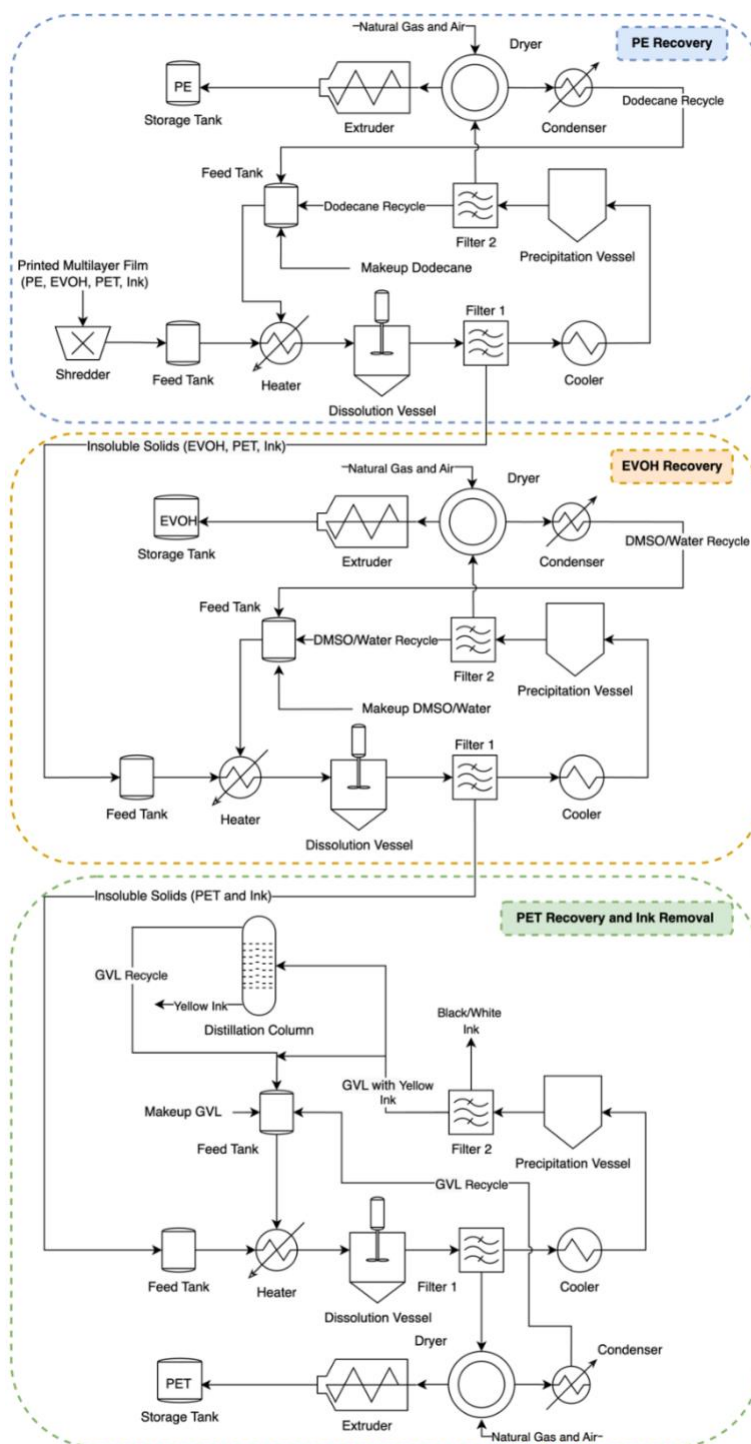 Natural Gas and Air
Dryer
PE Recovery
PE
Storage Tank
Extruder
Condenser
Dodecane Recycle
Feed Tank
Dodecane Recycle
Filter 2
Precipitation Vessel
Printed Multilayer Film
(PE, EVOH, PET, Ink)
Makeup Dodecane
Filter 1
Shredder
Feed Tank
Heater
Dissolution Vessel
Cooler
Insoluble Solids (EVOH, PET, Ink)
EVOH Recovery
Natural Gas and Air
Dryer
EVOH
Storage Tank
Extruder
Condenser
DMSO/Water Recycle
Feed Tank
DMSO/Water Recycle
Filter 2
Precipitation Vessel
Makeup DMSO/Water
Filter 1
Feed Tank
Heater
Dissolution Vessel
Cooler
Insoluble Solids (PET and Ink)
PET Recovery and Ink Removal
GVL Recycle
Yellow Ink
Distillation Column
Black/White
Ink
GVL with Yellow
Ink
Makeup GVL
Feed Tank
Filter 2
Precipitation Vessel
GVL Recycle
Feed Tank
Heater
Dissolution Vessel
Filter 1
Cooler
Dryer
Condenser
PET
Storage Tank
Extruder
Natural Gas and Air